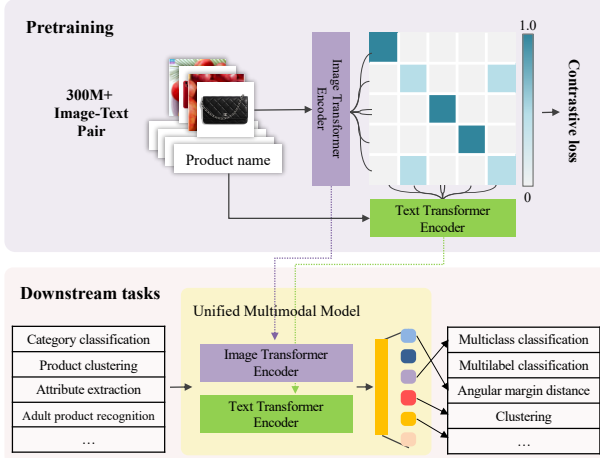 Pretraining
1.0
300M+
Image-Text
Pair
Image Transformer
Encoder
Contrastive loss
Product name
0
Text Transformer
Encoder
Downstream tasks
Unified Multimodal Model
Category classification
Product clustering
Attribute extraction
Adult product recognition
…
Image Transformer
Encoder
Text Transformer
Encoder
Multiclass classification
Multilabel classification
Angular margin distance
Clustering
…